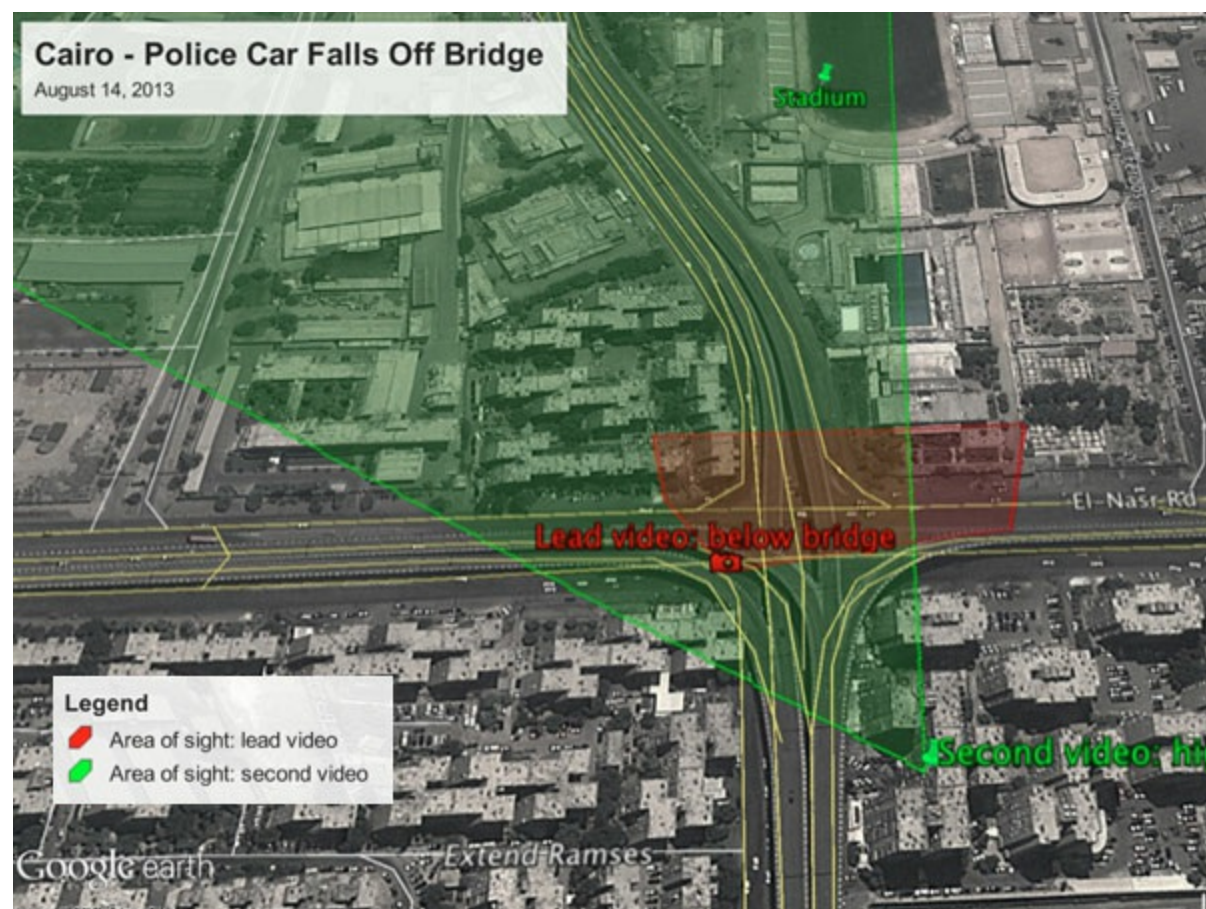 Cairo - Police Car Falls Off Bridge
August 14, 2013
Stadium
El-Nasr Rd
Lead video: below bridge
Legend
Area of sight: lead video
Area of sight: second video
Second video: hi
Extend Ramses
Google earth